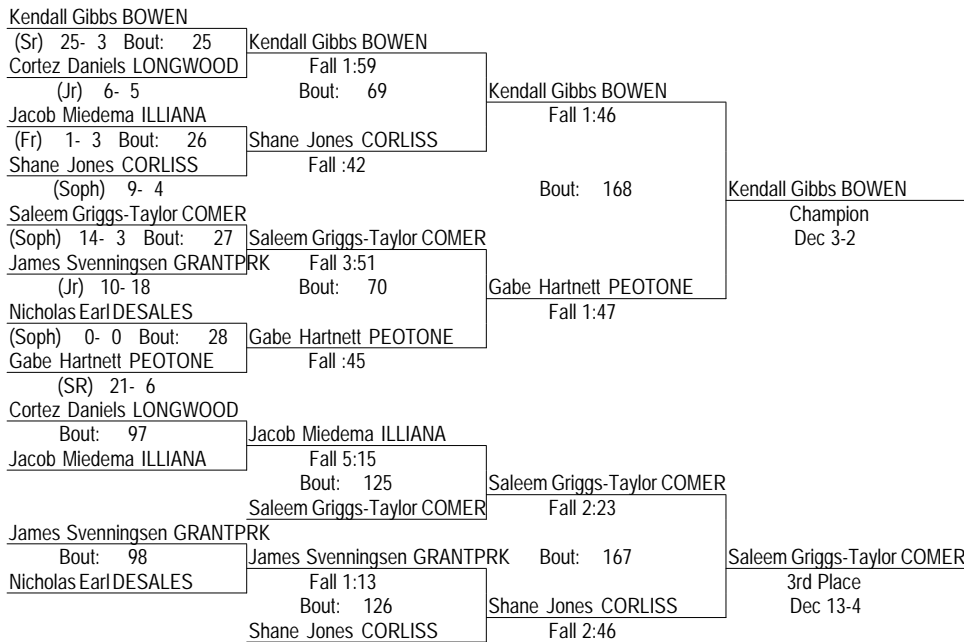 Kendall Gibbs BOWEN
(Sr) 25- 3 Bout: 25 Kendall Gibbs BOWEN
Cortez Daniels LONGWOOD Fall 1:59
(Jr) 6- 5 Bout: 69 Kendall Gibbs BOWEN
Jacob Miedema ILLIANA Fall 1:46
(Fr) 1- 3 Bout: 26 Shane Jones CORLISS
Shane Jones CORLISS Fall :42
(Soph) 9- 4 Bout: 168 Kendall Gibbs BOWEN
Saleem Griggs-Taylor COMER Champion
(Soph) 14- 3 Bout: 27 Saleem Griggs-Taylor COMER Dec 3-2
James Svenningsen GRANTPRK Fall 3:51
(Jr) 10- 18 Bout: 70 Gabe Hartnett PEOTONE
Nicholas Earl DESALES Fall 1:47
(Soph) 0- 0 Bout: 28 Gabe Hartnett PEOTONE
Gabe Hartnett PEOTONE Fall :45
(SR) 21- 6
Cortez Daniels LONGWOOD
Bout: 97 Jacob Miedema ILLIANA
Jacob Miedema ILLIANA Fall 5:15
Bout: 125 Saleem Griggs-Taylor COMER
Saleem Griggs-Taylor COMER Fall 2:23
James Svenningsen GRANTPRK
Bout: 98 James Svenningsen GRANTPRK Bout: 167 Saleem Griggs-Taylor COMER
Nicholas Earl DESALES Fall 1:13 3rd Place
Bout: 126 Shane Jones CORLISS Dec 13-4
Shane Jones CORLISS Fall 2:46